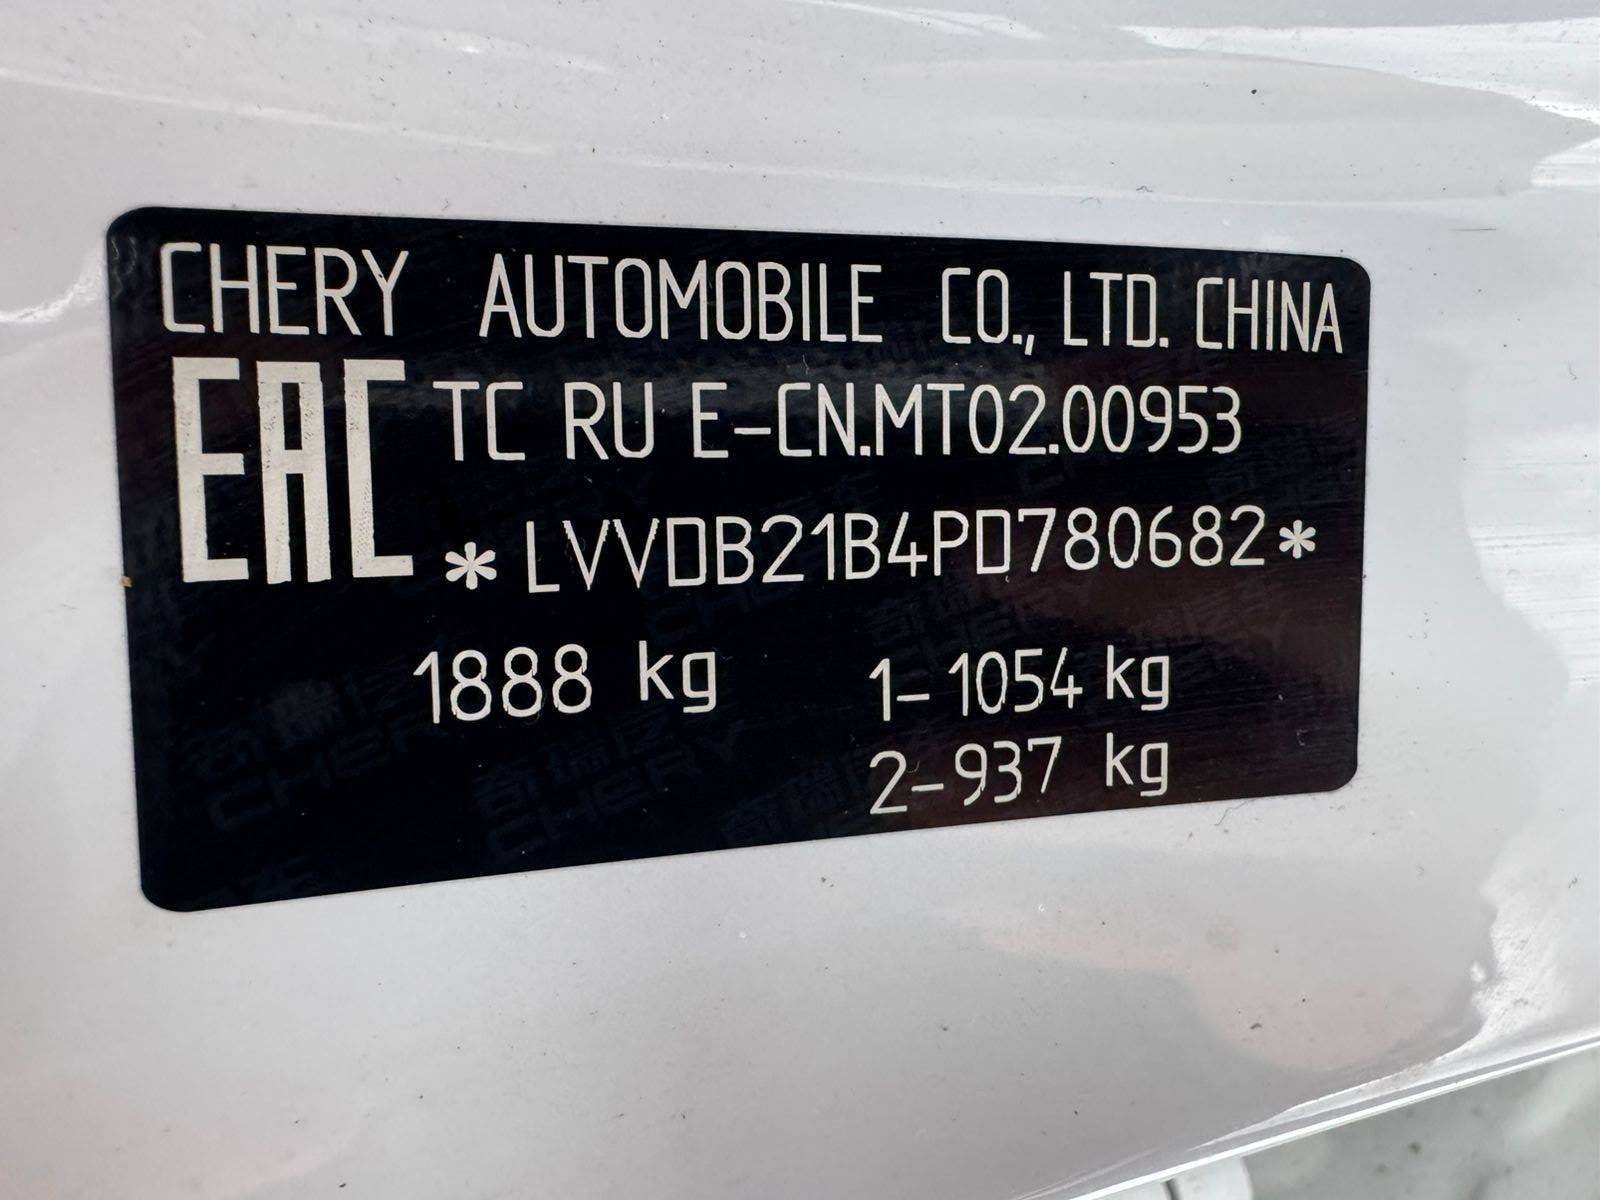 CHERY AUTOMOBILE CO., LTD. CHINA
EAC TC RU E-CN.MT02.00953
*LVVDB21B4PD780682*
1888 kg 1-1054 kg
2-937 kg